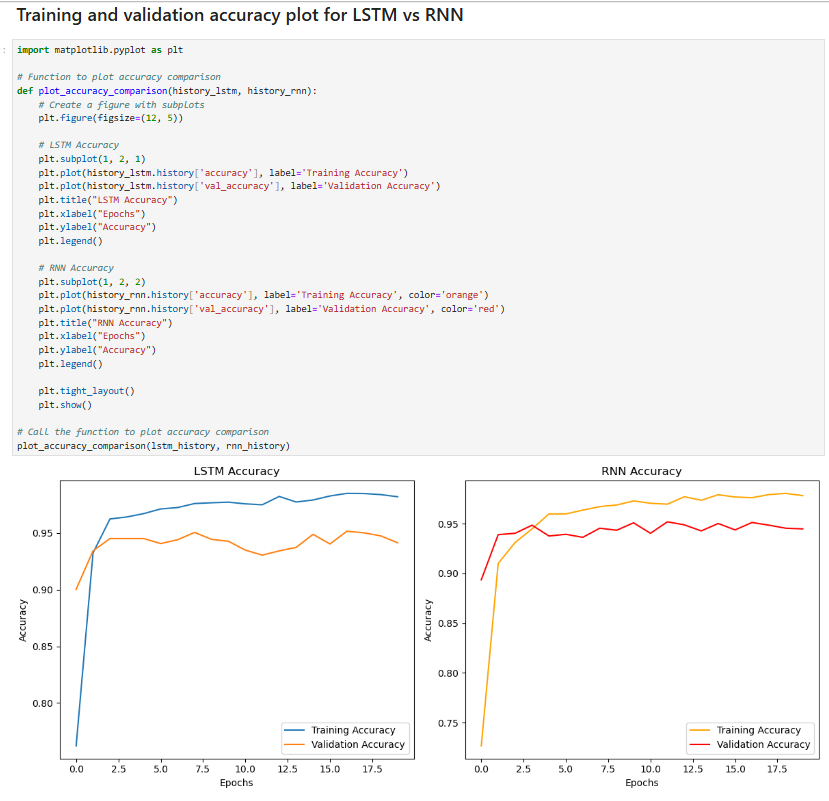 Training and validation accuracy plot for LSTM vs RNN
:
import matplotlib.pyplot as plt
# Function to plot accuracy comparison
def plot_accuracy_comparison(history_lstm, history_rnn):
    # Create a figure with subplots
    plt.figure(figsize=(12, 5))
    # LSTM Accuracy
    plt.subplot(1, 2, 1)
    plt.plot(history_lstm.history['accuracy'], label='Training Accuracy')
    plt.plot(history_lstm.history['val_accuracy'], label='Validation Accuracy')
    plt.title("LSTM Accuracy")
    plt.xlabel("Epochs")
    plt.ylabel("Accuracy")
    plt.legend()
    # RNN Accuracy
    plt.subplot(1, 2, 2)
    plt.plot(history_rnn.history['accuracy'], label='Training Accuracy', color='orange')
    plt.plot(history_rnn.history['val_accuracy'], label='Validation Accuracy', color='red')
    plt.title("RNN Accuracy")
    plt.xlabel("Epochs")
    plt.ylabel("Accuracy")
    plt.legend()
    plt.tight_layout()
    plt.show()
# Call the function to plot accuracy comparison
plot_accuracy_comparison(lstm_history, rnn_history)
LSTM Accuracy
Accuracy
0.95
0.90
0.85
0.80
Training Accuracy
Validation Accuracy
0.0 2.5 5.0 7.5 10.0 12.5 15.0 17.5
Epochs
RNN Accuracy
Accuracy
0.95
0.90
0.85
0.80
0.75
Training Accuracy
Validation Accuracy
0.0 2.5 5.0 7.5 10.0 12.5 15.0 17.5
Epochs